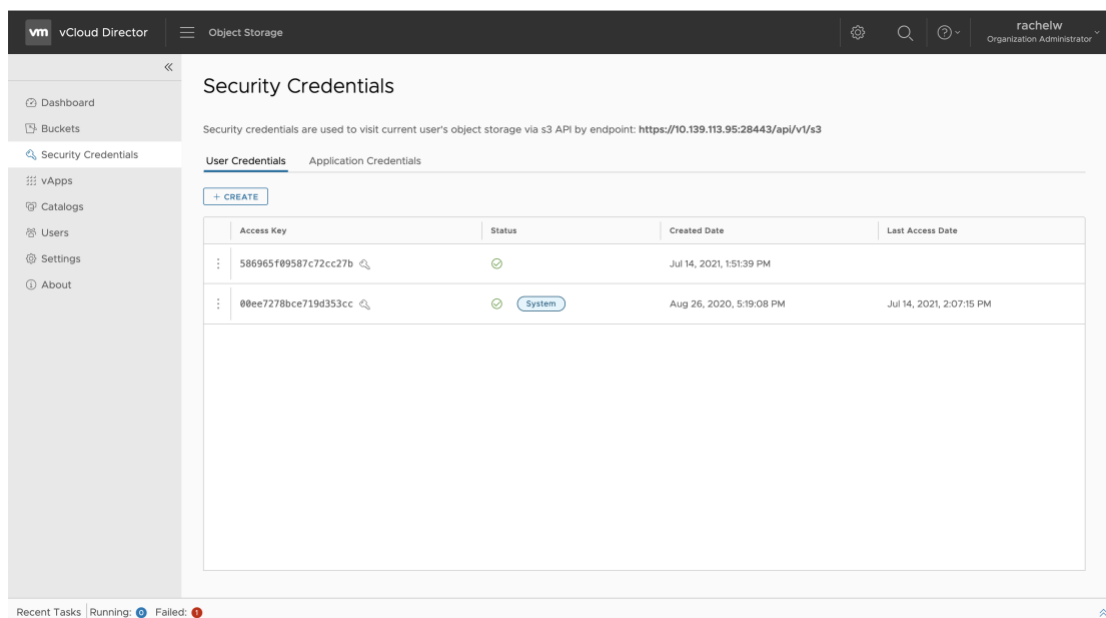 vm vCloud Director Object Storage rachelw
Organization Administrator
Dashboard
Buckets
Security Credentials
vApps
Catalogs
Users
Settings
About
Security Credentials
Security credentials are used to visit current user's object storage via s3 API by endpoint: https://10.139.113.95:28443/api/v1/s3
User Credentials Application Credentials
+ CREATE
Access Key Status Created Date Last Access Date
586965f09587c72cc27b Jul 14, 2021, 1:51:39 PM
00ee7278bce719d353cc System Aug 26, 2020, 5:19:08 PM Jul 14, 2021, 2:07:15 PM
Recent Tasks Running: 0 Failed: 1